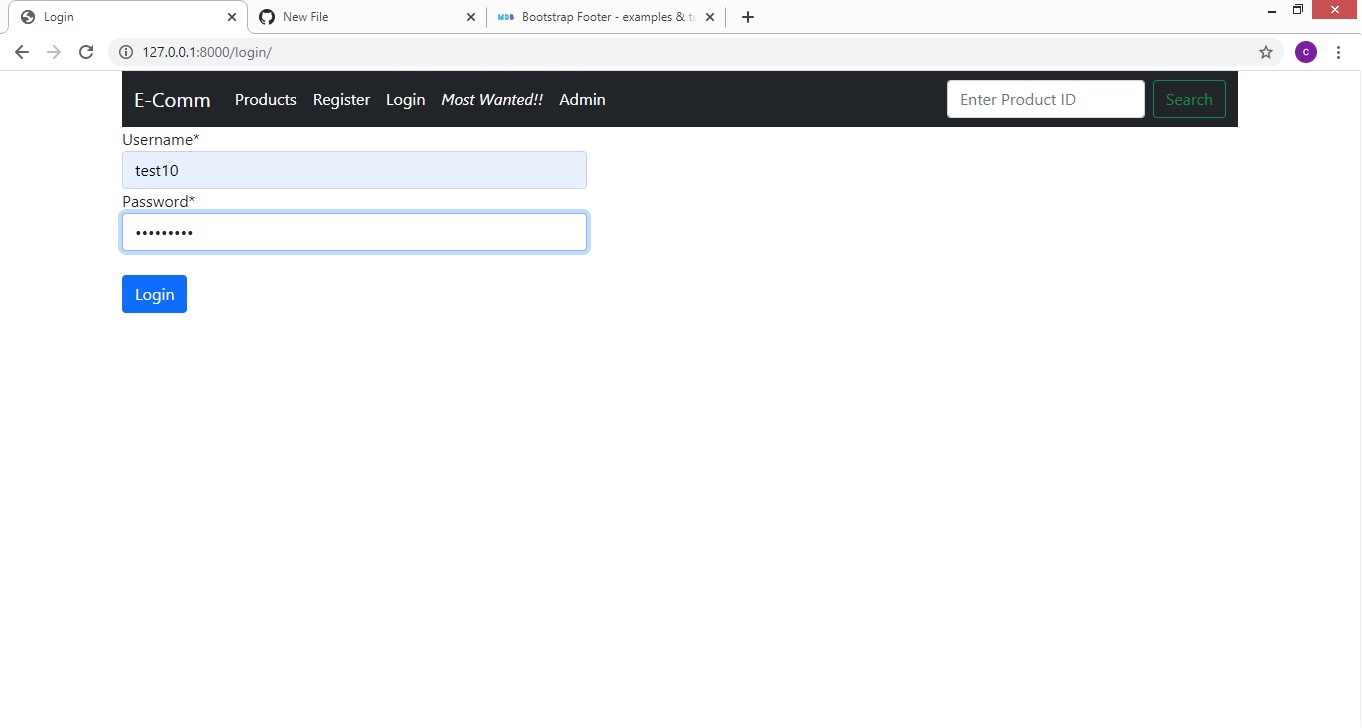 Login New File Bootstrap Footer - examples & tu
127.0.0.1:8000/login/ c
E-Comm Products Register Login Most Wanted!! Admin Enter Product ID Search
Username*
test10
Password*
•••••••••
Login